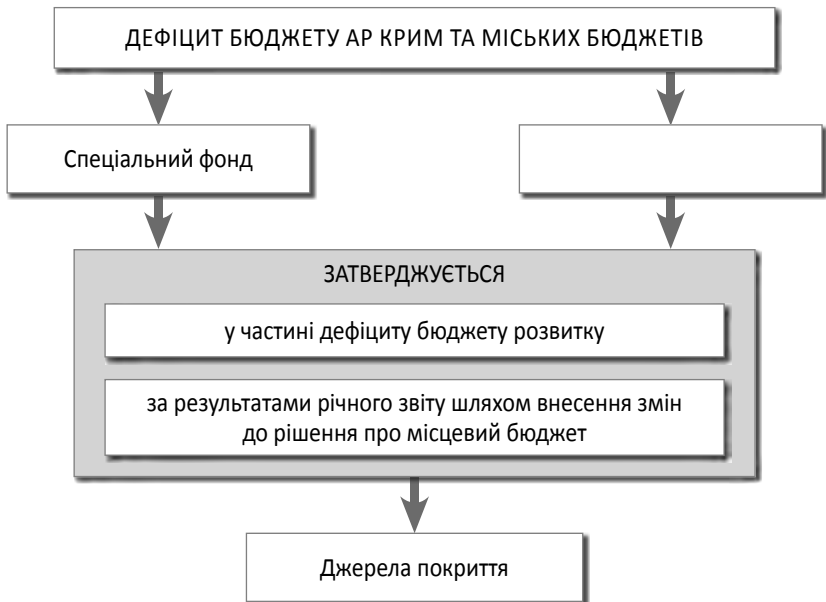 ДЕФІЦИТ БЮДЖЕТУ АР КРИМ ТА МІСЬКИХ БЮДЖЕТІВ
Спеціальний фонд
ЗАТВЕРДЖУЄТЬСЯ
у частині дефіциту бюджету розвитку
за результатами річного звіту шляхом внесення змін
до рішення про місцевий бюджет
Джерела покриття